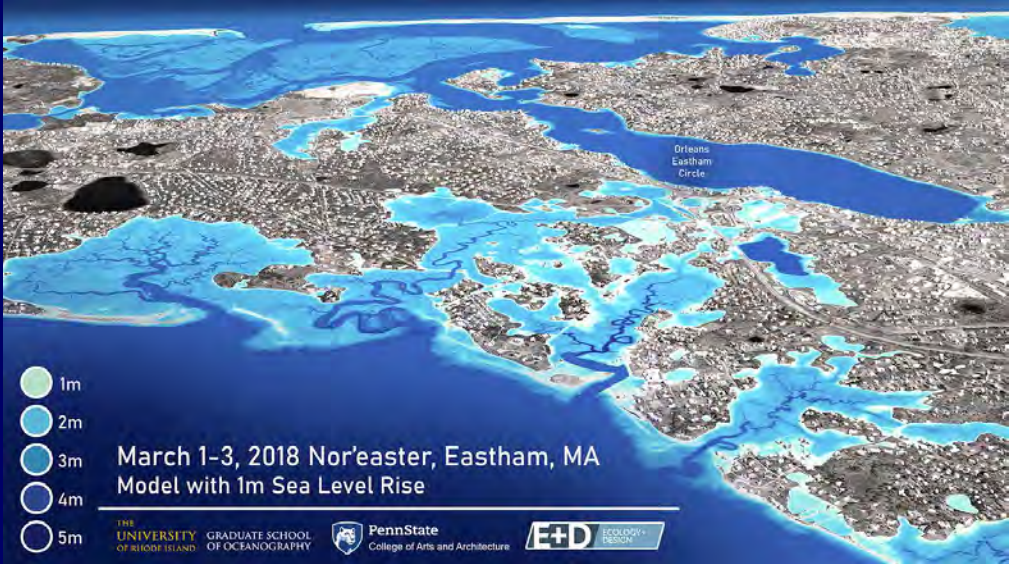 Orleans
Eastham
Circle
1m
2m
3m
4m
5m
March 1-3, 2018 Nor'easter, Eastham, MA
Model with 1m Sea Level Rise
THE
UNIVERSITY
OF RHODE ISLAND
GRADUATE SCHOOL
OF OCEANOGRAPHY
PennState
College of Arts and Architecture
E+D
ECOLOGY+
DESIGN